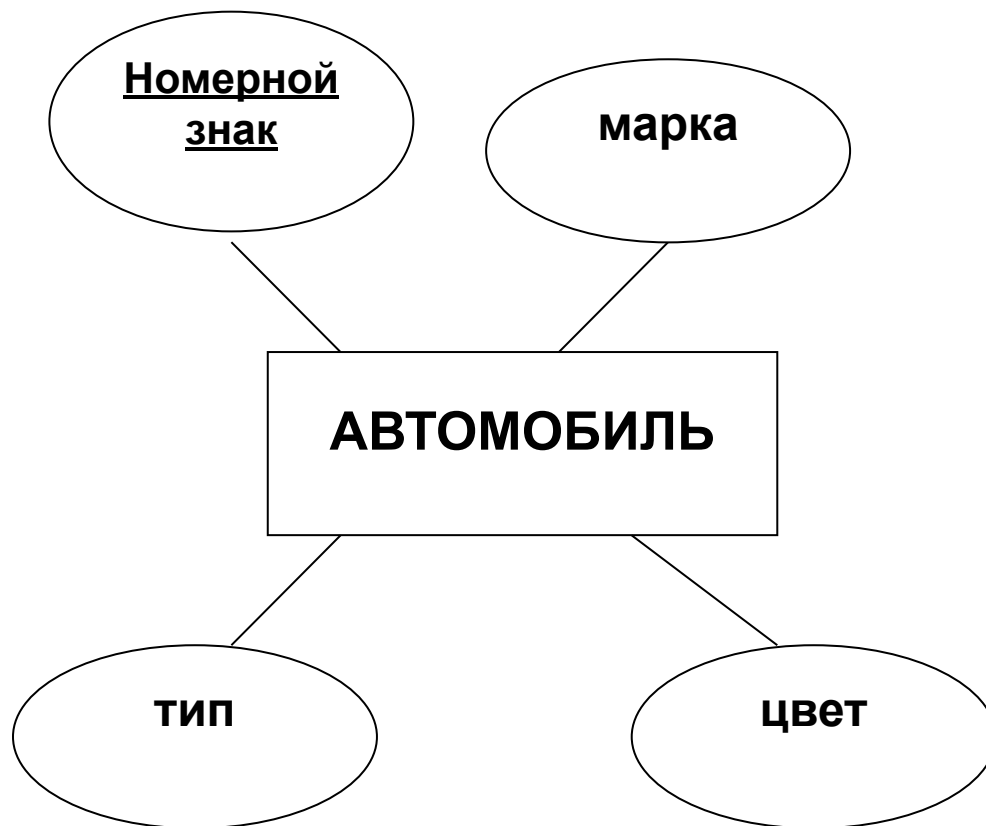 Номерной
знак
марка
АВТОМОБИЛЬ
тип
цвет